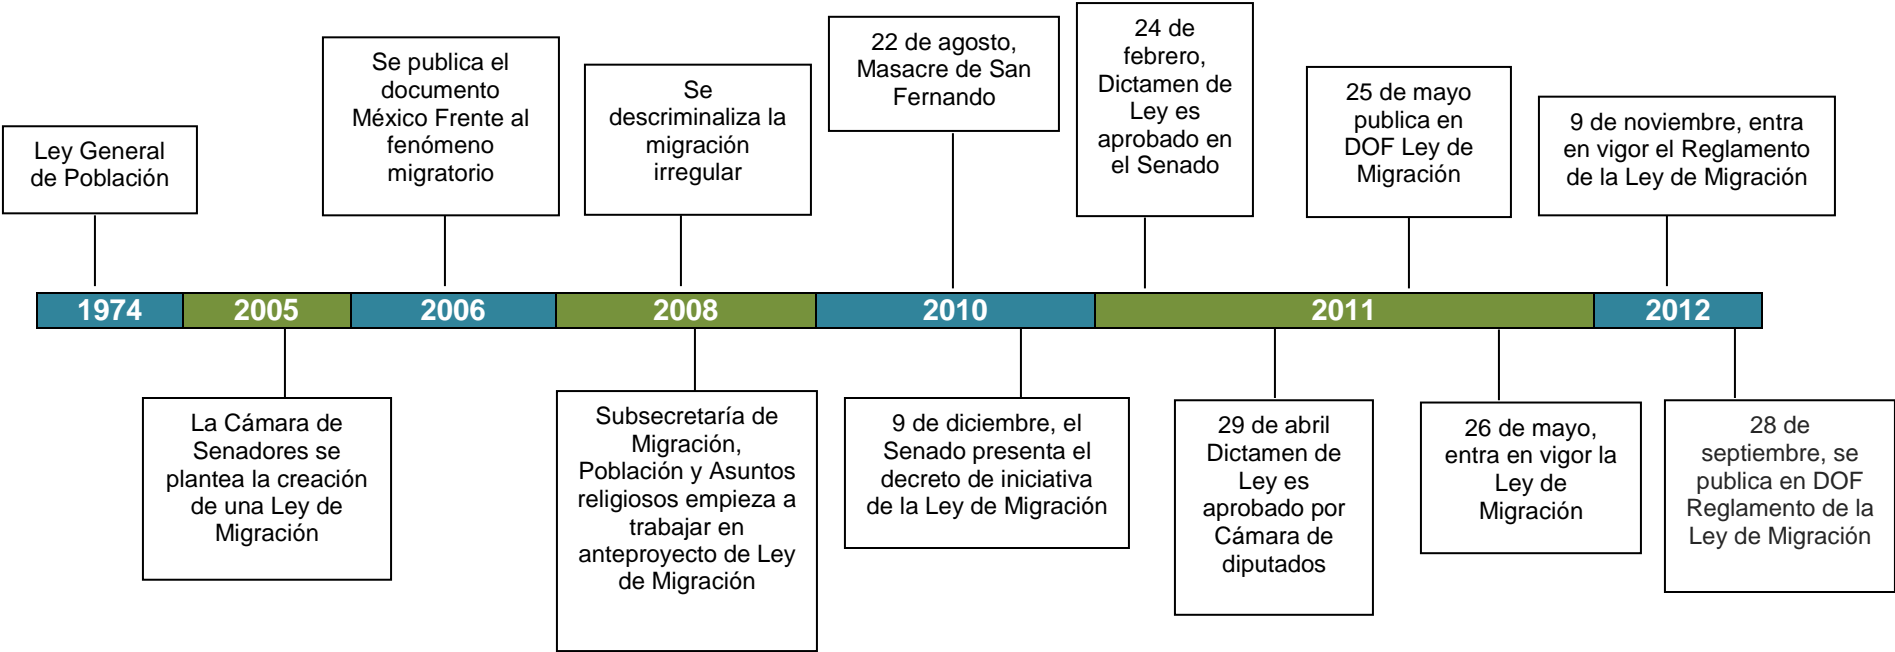 Ley General
de Población
Se publica el
documento
México Frente al
fenómeno
migratorio
Se
descriminaliza la
migración
irregular
22 de agosto,
Masacre de San
Fernando
24 de
febrero,
Dictamen de
Ley es
aprobado en
el Senado
25 de mayo
publica en
DOF Ley de
Migración
9 de noviembre, entra
en vigor el Reglamento
de la Ley de Migración
1974 2005 2006 2008 2010 2011 2012
La Cámara de
Senadores se
plantea la creación
de una Ley de
Migración
Subsecretaría de
Migración,
Población y Asuntos
religiosos empieza a
trabajar en
anteproyecto de Ley
de Migración
9 de diciembre, el
Senado presenta el
decreto de iniciativa
de la Ley de Migración
29 de abril
Dictamen de
Ley es
aprobado por
Cámara de
diputados
26 de mayo,
entra en vigor la
Ley de
Migración
28 de
septiembre, se
publica en DOF
Reglamento de la
Ley de Migración